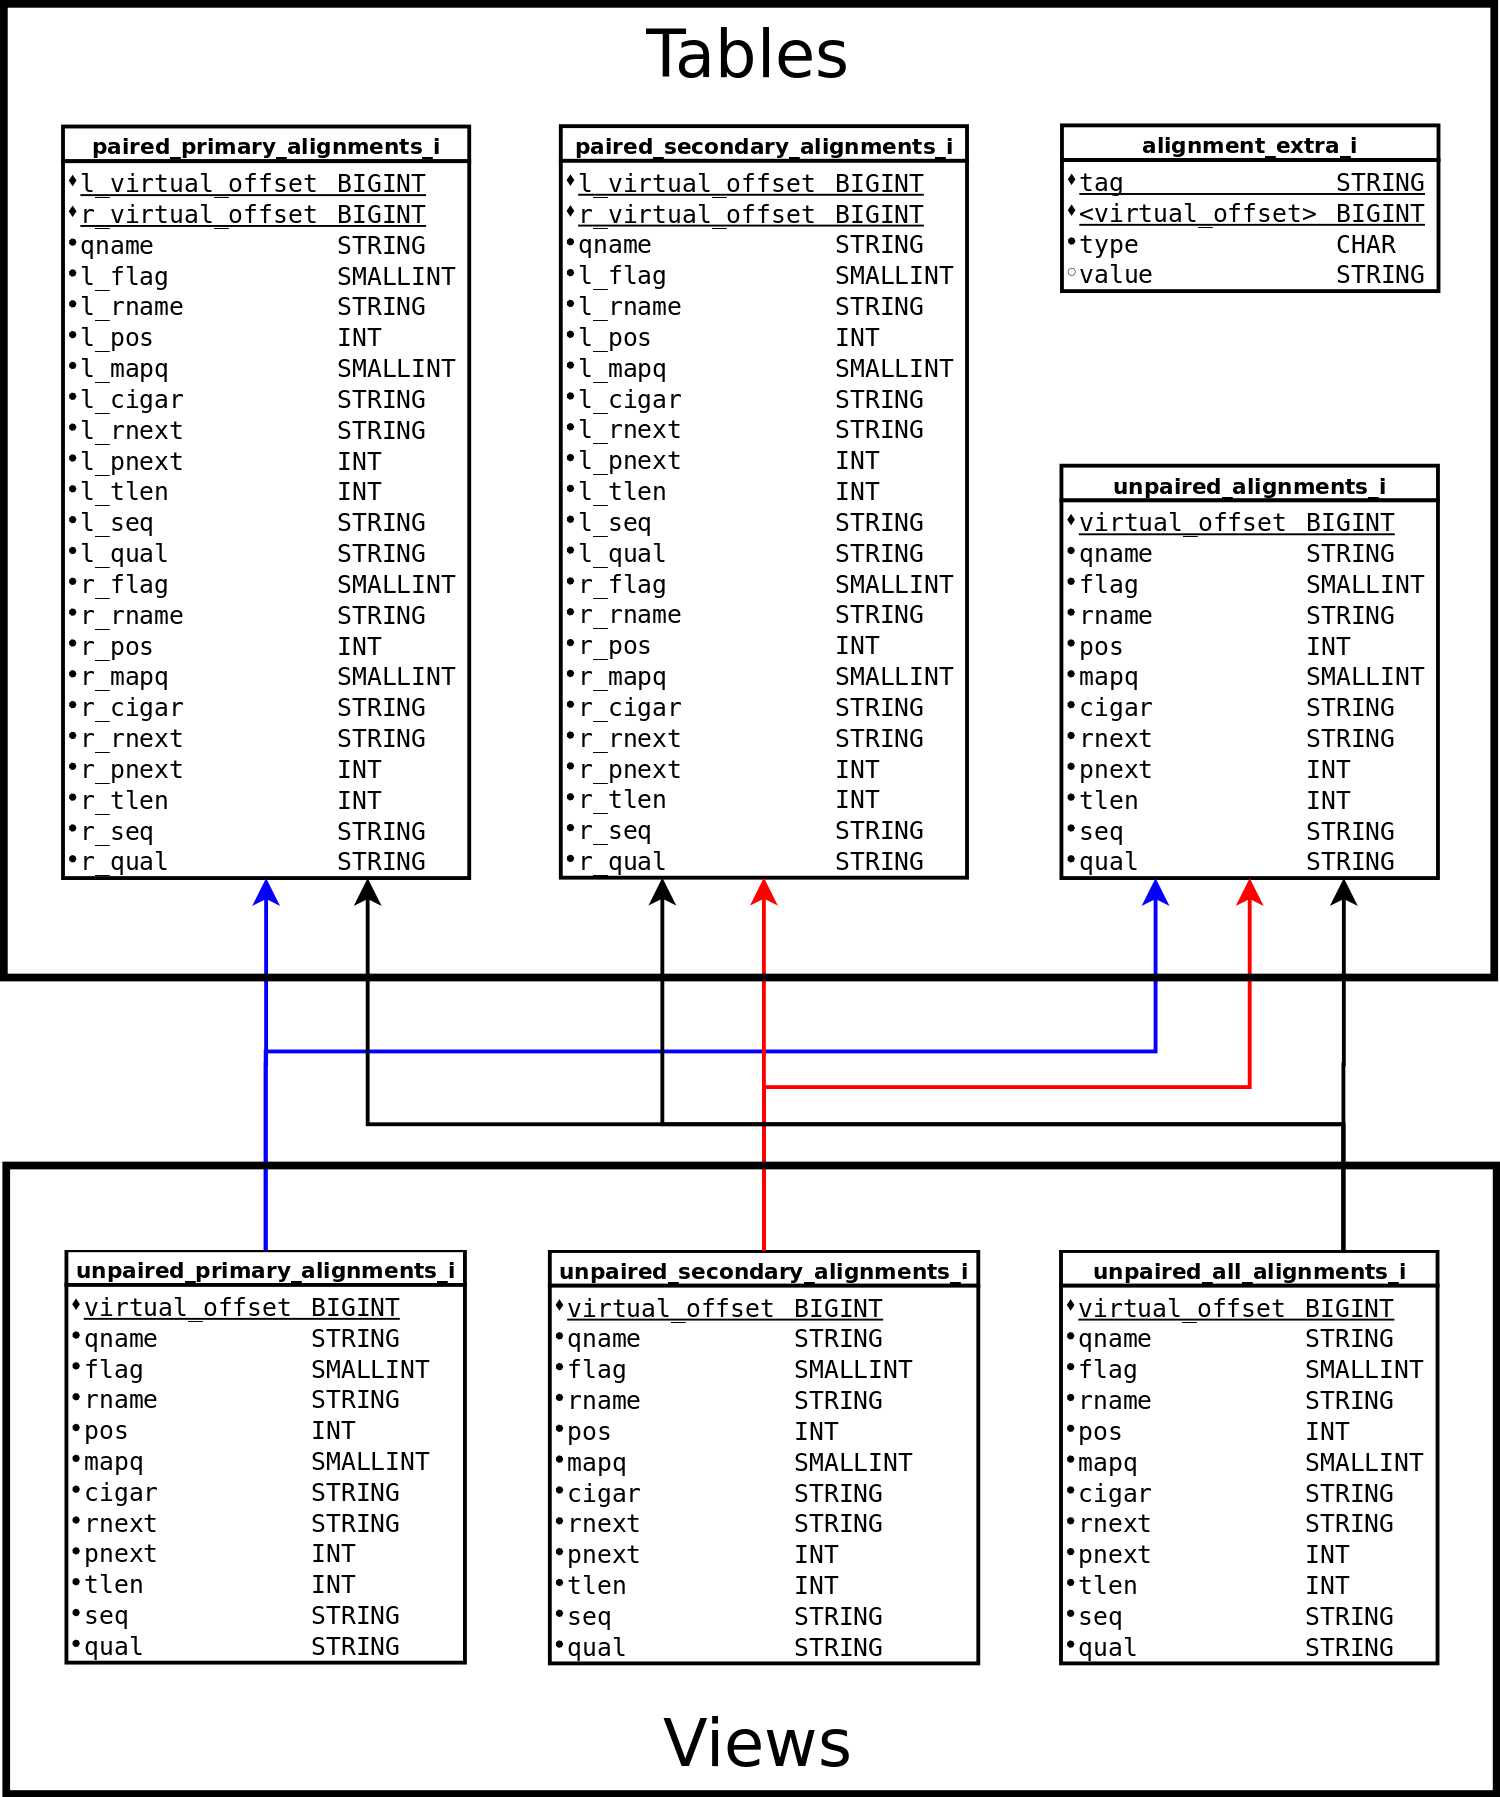 Tables
paired_primary_alignments_i
l_virtual_offset BIGINT
r_virtual_offset BIGINT
qname STRING
l_flag SMALLINT
l_rname STRING
l_pos INT
l_mapq SMALLINT
l_cigar STRING
l_rnext STRING
l_pnext INT
l_tlen INT
l_seq STRING
l_qual STRING
r_flag SMALLINT
r_rname STRING
r_pos INT
r_mapq SMALLINT
r_cigar STRING
r_rnext STRING
r_pnext INT
r_tlen INT
r_seq STRING
r_qual STRING
paired_secondary_alignments_i
l_virtual_offset BIGINT
r_virtual_offset BIGINT
qname STRING
l_flag SMALLINT
l_rname STRING
l_pos INT
l_mapq SMALLINT
l_cigar STRING
l_rnext STRING
l_pnext INT
l_tlen INT
l_seq STRING
l_qual STRING
r_flag SMALLINT
r_rname STRING
r_pos INT
r_mapq SMALLINT
r_cigar STRING
r_rnext STRING
r_pnext INT
r_tlen INT
r_seq STRING
r_qual STRING
alignment_extra_i
tag STRING
<virtual_offset> BIGINT
type CHAR
value STRING
unpaired_alignments_i
virtual_offset BIGINT
qname STRING
flag SMALLINT
rname STRING
pos INT
mapq SMALLINT
cigar STRING
rnext STRING
pnext INT
tlen INT
seq STRING
qual STRING
unpaired_primary_alignments_i
virtual_offset BIGINT
qname STRING
flag SMALLINT
rname STRING
pos INT
mapq SMALLINT
cigar STRING
rnext STRING
pnext INT
tlen INT
seq STRING
qual STRING
unpaired_secondary_alignments_i
virtual_offset BIGINT
qname STRING
flag SMALLINT
rname STRING
pos INT
mapq SMALLINT
cigar STRING
rnext STRING
pnext INT
tlen INT
seq STRING
qual STRING
unpaired_all_alignments_i
virtual_offset BIGINT
qname STRING
flag SMALLINT
rname STRING
pos INT
mapq SMALLINT
cigar STRING
rnext STRING
pnext INT
tlen INT
seq STRING
qual STRING
Views